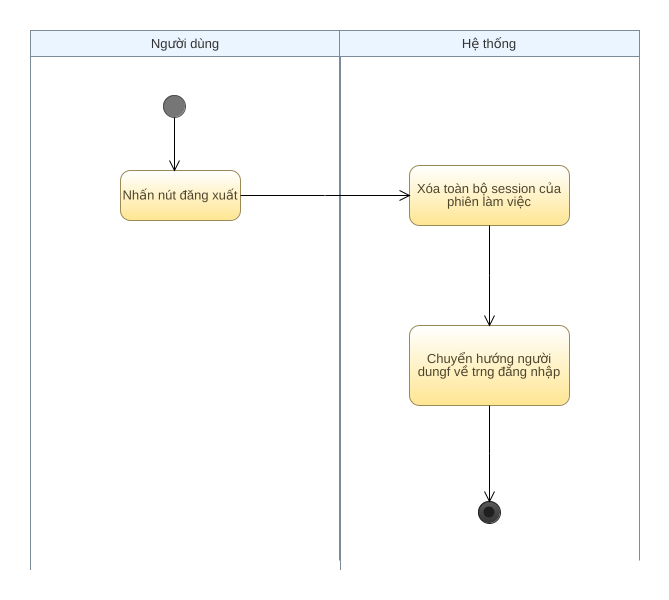 Người dùng
Hệ thống
Nhấn nút đăng xuất
Xóa toàn bộ session của
phiên làm việc
Chuyển hướng người
dungf về trng đăng nhập